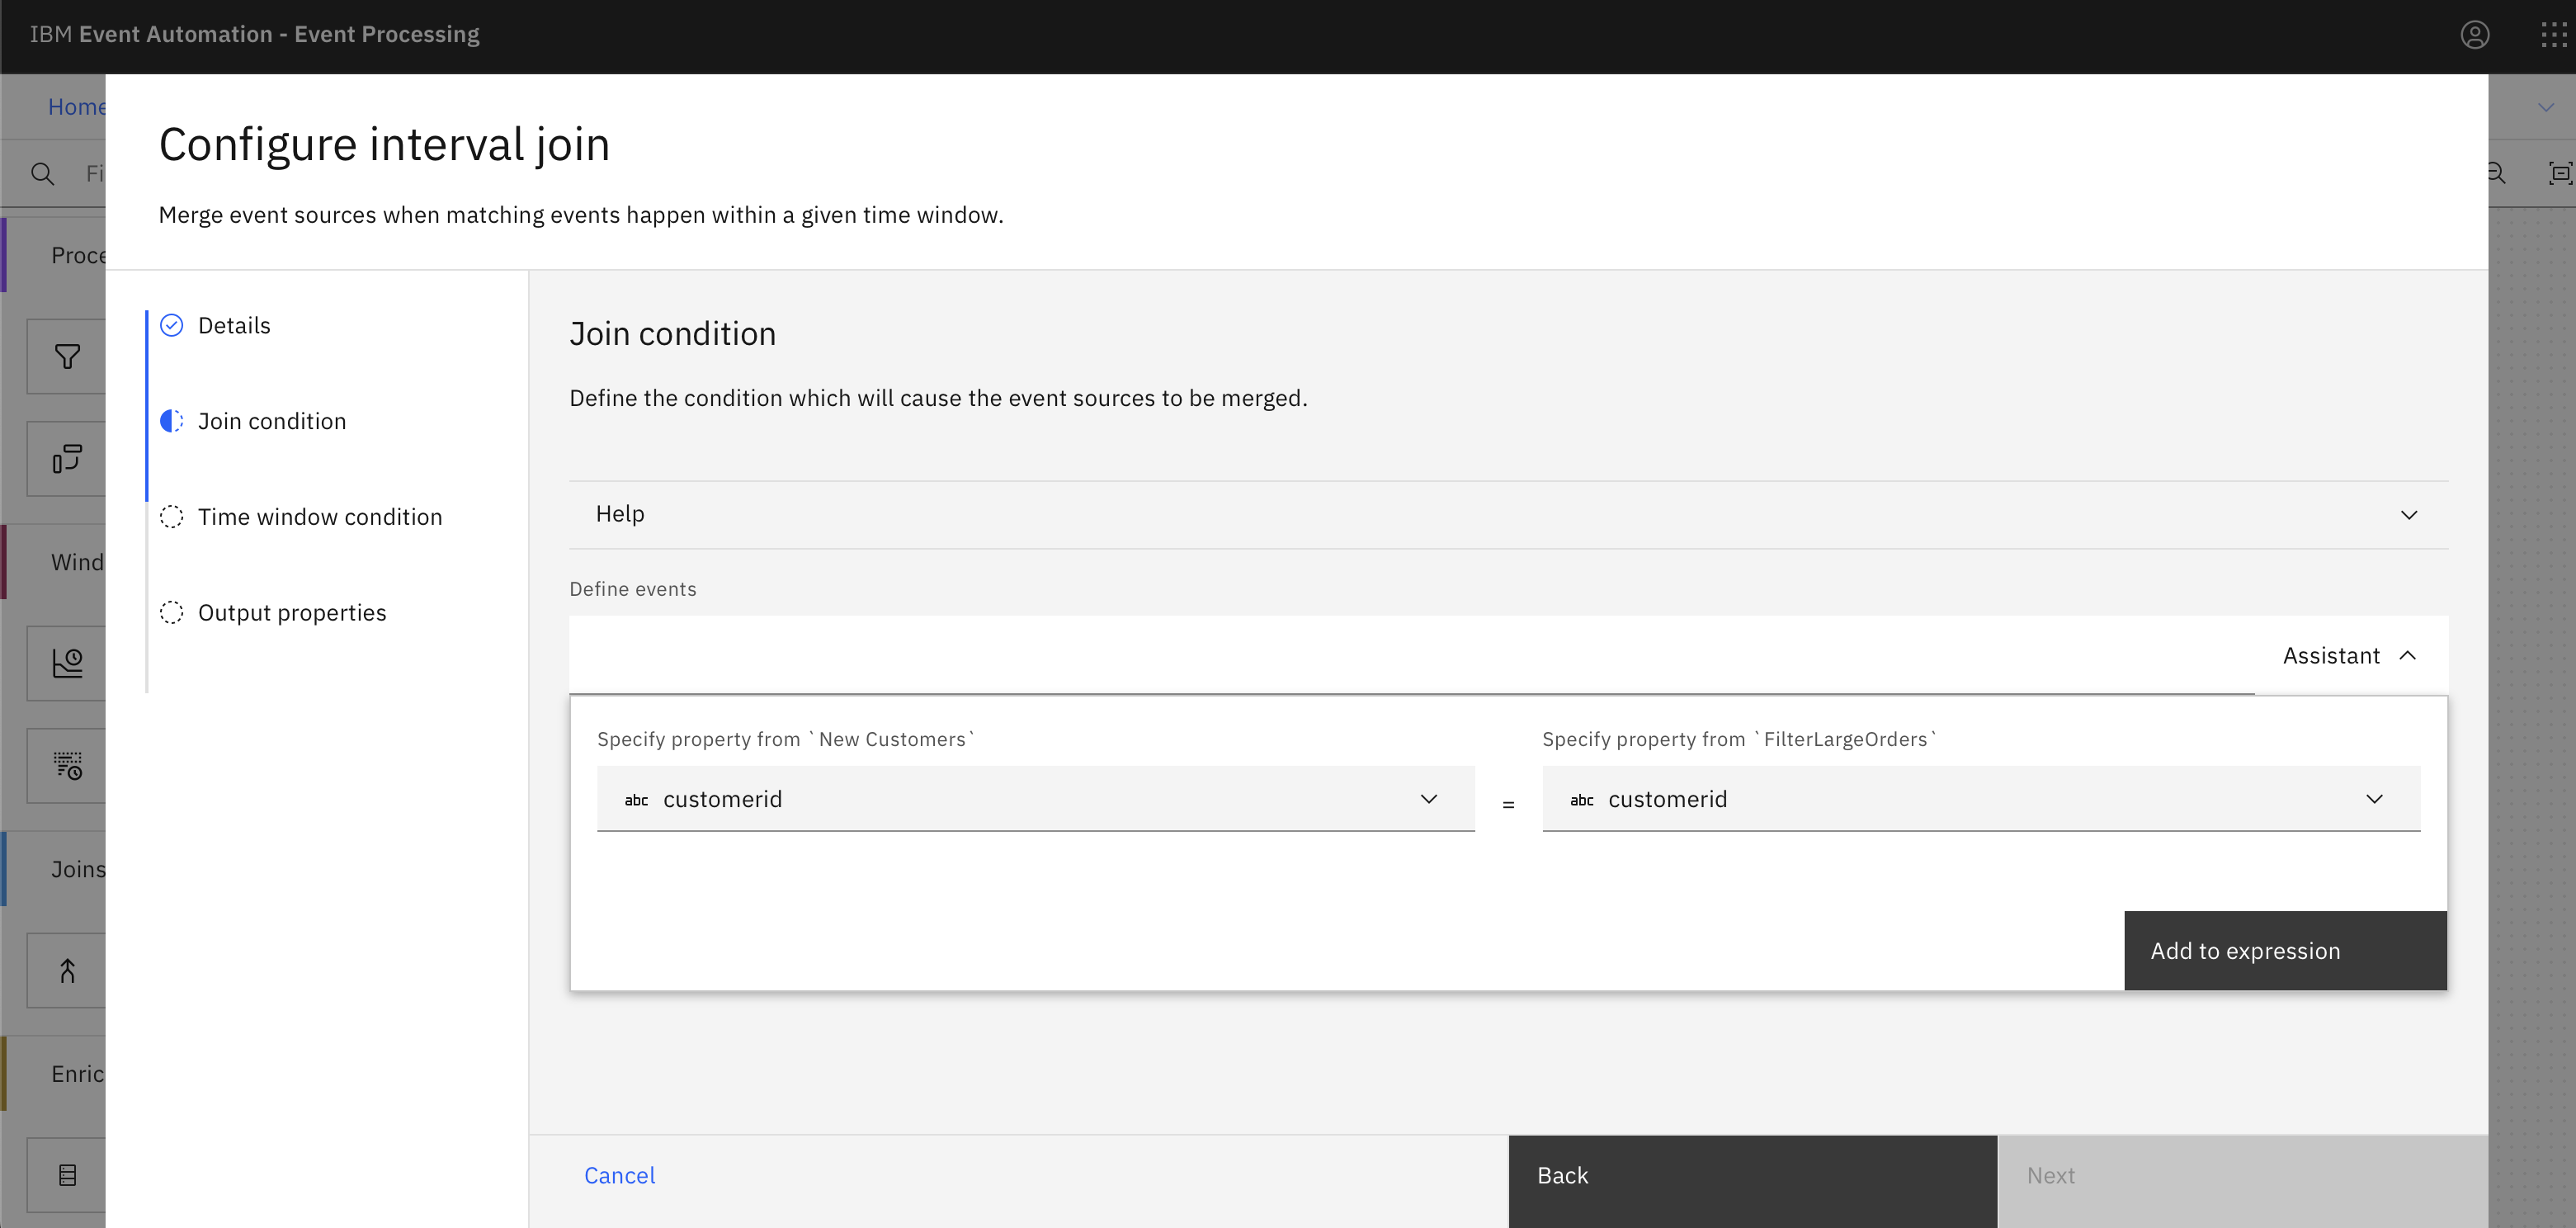 IBM Event Automation - Event Processing
Home
Fi
Proce
Wind
Joins
Enric
Configure interval join
Merge event sources when matching events happen within a given time window.
Details
Join condition
Time window condition
Output properties
Join condition
Define the condition which will cause the event sources to be merged.
Help
Define events
Assistant
Specify property from `New Customers`
abc customerid
=
Specify property from `FilterLargeOrders`
abc customerid
Add to expression
Cancel
Back
Next